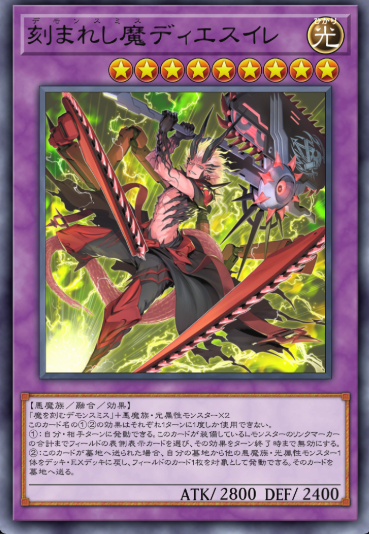 デモンスミス
刻まれし魔ディエスイレ
ひかり
光
【悪魔族／融合／効果】
「魔を刻むデモンスミス」＋悪魔族・光属性モンスター×２
このカード名の①②の効果はそれぞれ１ターンに１度しか使用できない。
①：自分・相手ターンに発動できる。このカードが装備しているLモンスターのリンクマーカー
の合計までフィールドの表側表示カードを選び、その効果をターン終了時まで無効にする。
②：このカードが墓地へ送られた場合、自分の墓地から他の悪魔族・光属性モンスター１
体をデッキ・EXデッキに戻し、フィールドのカード１枚を対象として発動できる。そのカードを
墓地へ送る。
ATK/2800 DEF/2400